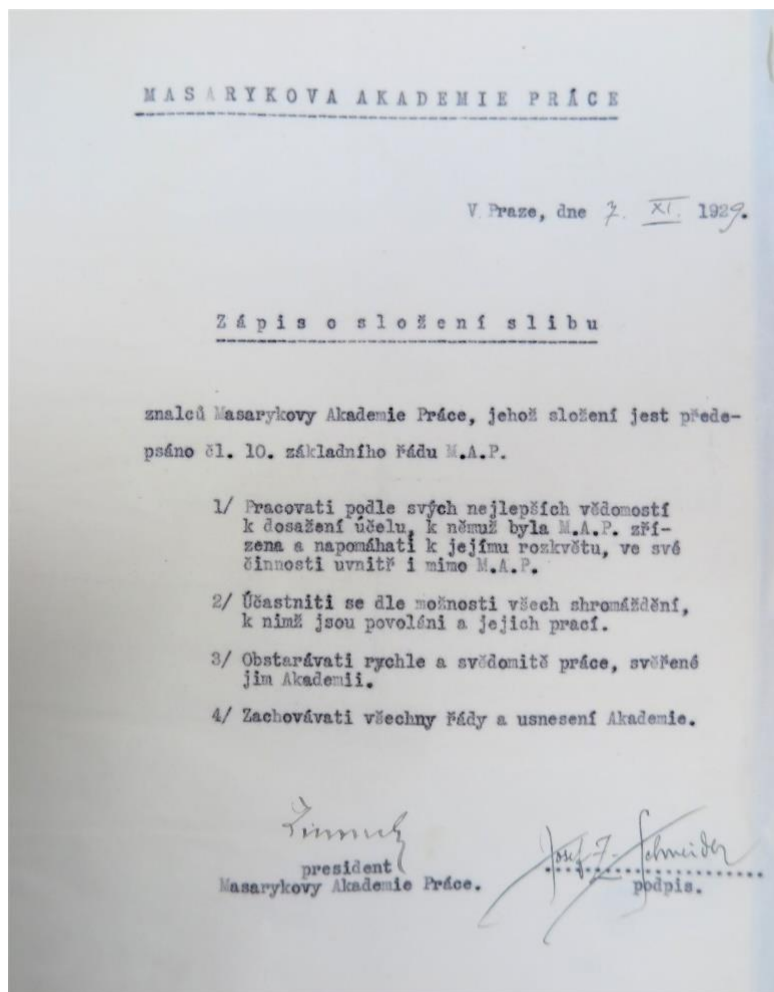 MASARYKOVA AKADEMIE PRÁCE
V Praze, dne 7. XI. 1929.
Zápis o složení slibu
znalců Masarykovy Akademie Práce, jehož složení jest přede-
psáno čl. 10. základního řádu M.A.P.
1/ Pracovati podle svých nejlepších vědomostí
k dosažení účelu, k němuž byla M.A.P. zří-
zena a napomáhati k jejímu rozkvětu, ve své
činnosti uvnitř i mimo M.A.P.
2/ Účastniti se dle možnosti všech shromáždění,
k nimž jsou povoláni a jejich prací.
3/ Obstarávati rychle a svědomitě práce, svěřené
jim Akademii.
4/ Zachovávati všechny řády a usnesení Akademie.
Josef Schneider
president
Masarykovy Akademie Práce.
podpis.